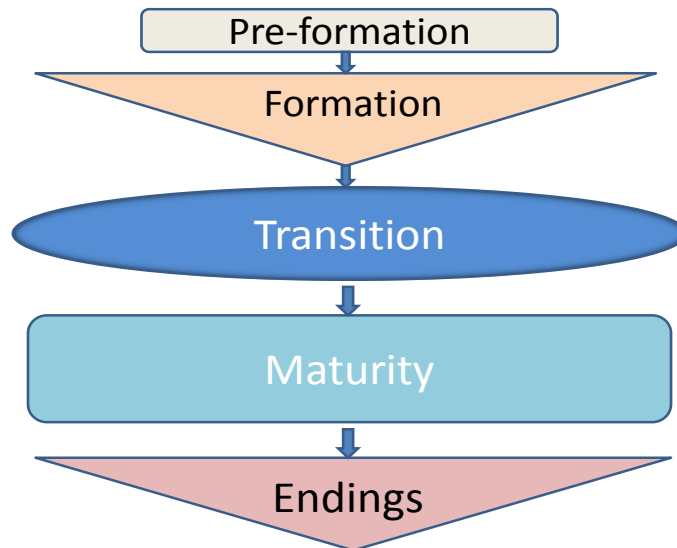 Pre-formation
Formation
Transition
Maturity
Endings